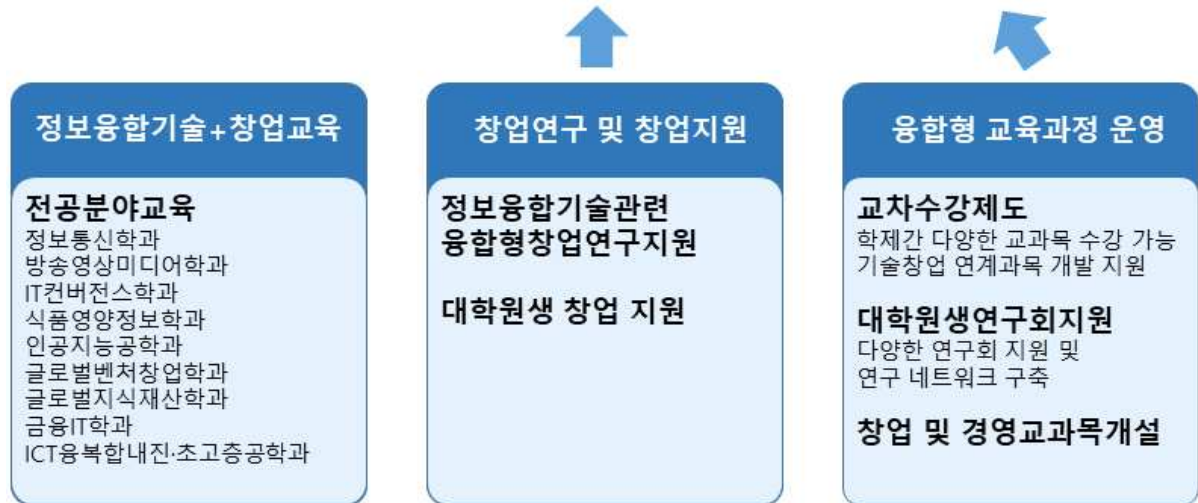 정보융합기술+창업교육
전공분야교육
정보통신학과
방송영상미디어학과
IT컨버전스학과
식품영양정보학과
인공지능공학과
글로벌벤처창업학과
글로벌지식재산학과
금융IT학과
ICT융복합내진·초고층공학과
창업연구 및 창업지원
정보융합기술관련
융합형창업연구지원
대학원생 창업 지원
융합형 교육과정 운영
교차수강제도
학제간 다양한 교과목 수강 가능
기술창업 연계과목 개발 지원
대학원생연구회지원
다양한 연구회 지원 및
연구 네트워크 구축
창업 및 경영교과목개설